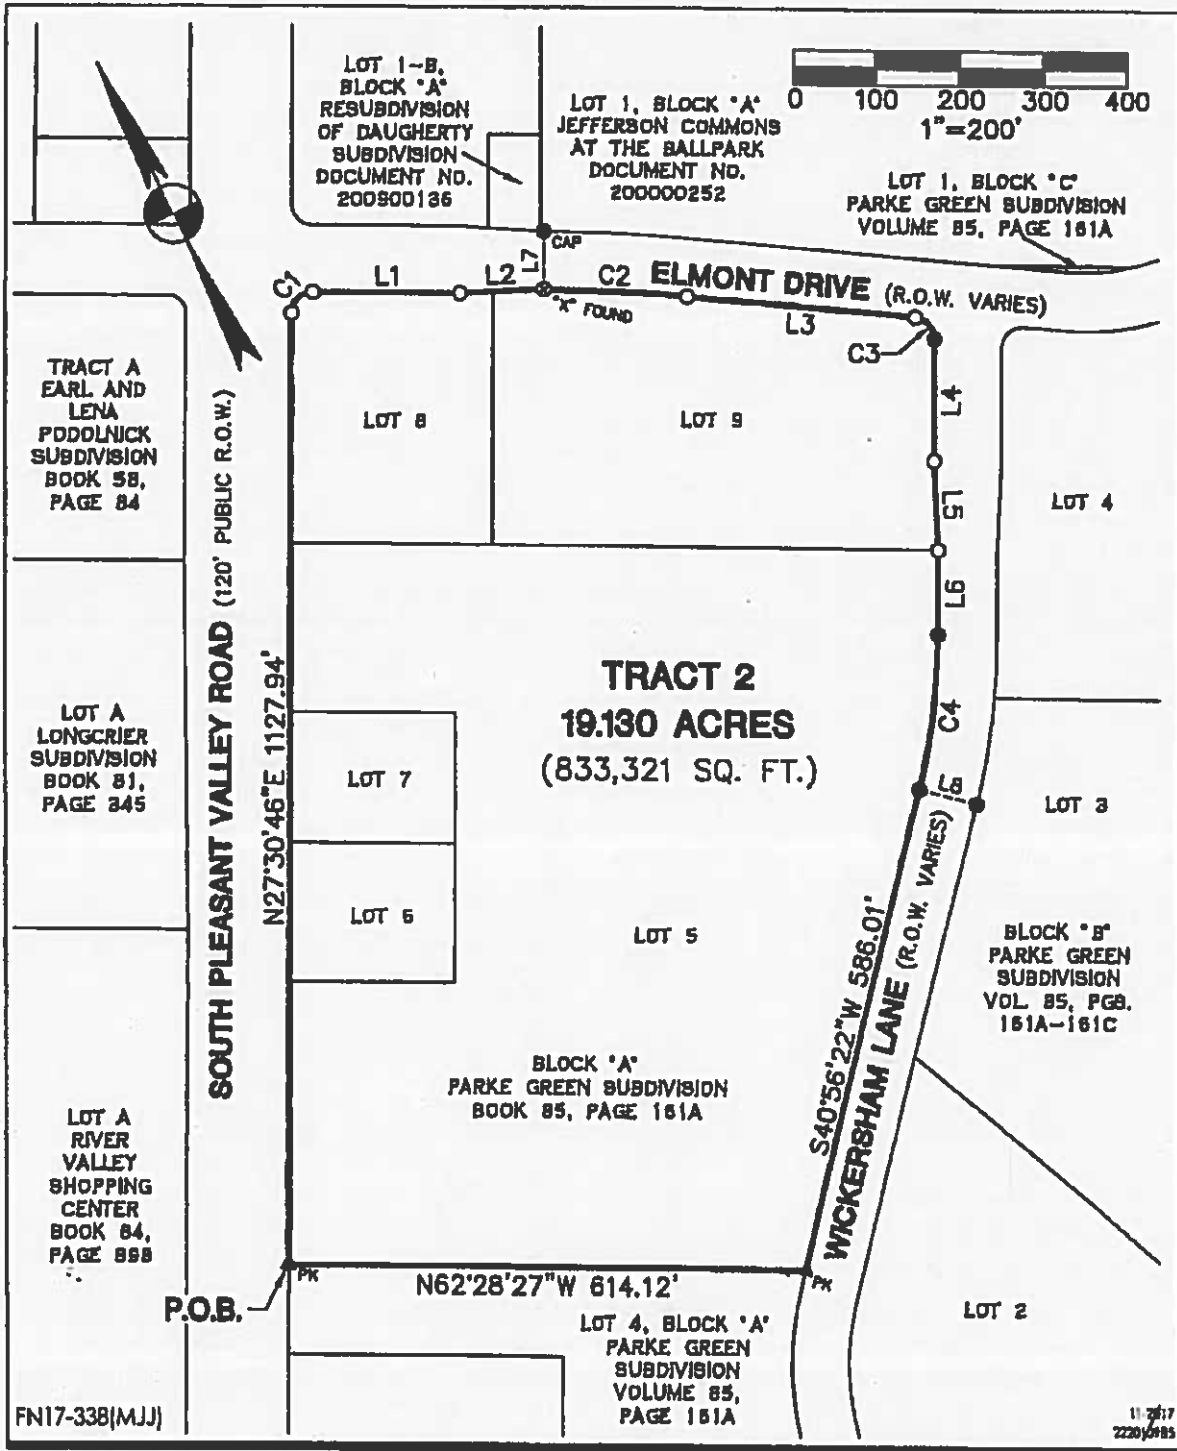 LOT 1-B,
BLOCK "A"
RESUBDIVISION
OF DAUGHERTY
SUBDIVISION
DOCUMENT NO.
200900136
LOT 1, BLOCK "A"
JEFFERSON COMMONS
AT THE BALLPARK
DOCUMENT NO.
200000252
0 100 200 300 400
1"=200'
LOT 1, BLOCK "C"
PARKE GREEN SUBDIVISION
VOLUME 85, PAGE 161A
CAP
C1
L1
L2
L7
C2
ELMONT DRIVE (R.O.W. VARIES)
"X" FOUND
L3
C3
TRACT A
EARL AND
LENA
PODOLNICK
SUBDIVISION
BOOK 58,
PAGE 84
LOT 8
LOT 9
L4
L5
L6
LOT 4
SOUTH PLEASANT VALLEY ROAD (120' PUBLIC R.O.W.)
N27°30'46"E 1127.94'
TRACT 2
19.130 ACRES
(833,321 SQ. FT.)
C4
LOT A
LONGCRIER
SUBDIVISION
BOOK 81,
PAGE 345
LOT 7
L8
LOT 3
LOT 6
LOT 5
S40°56'22"W 586.01'
WICKERSHAM LANE (R.O.W. VARIES)
BLOCK "B"
PARKE GREEN
SUBDIVISION
VOL. 85, PGS.
161A-161C
BLOCK "A"
PARKE GREEN SUBDIVISION
BOOK 85, PAGE 161A
LOT A
RIVER
VALLEY
SHOPPING
CENTER
BOOK 84,
PAGE 89B
PK
PK
N62°28'27"W 614.12'
P.O.B.
LOT 2
LOT 4, BLOCK "A"
PARKE GREEN
SUBDIVISION
VOLUME 85,
PAGE 161A
FN17-338(MJJ)